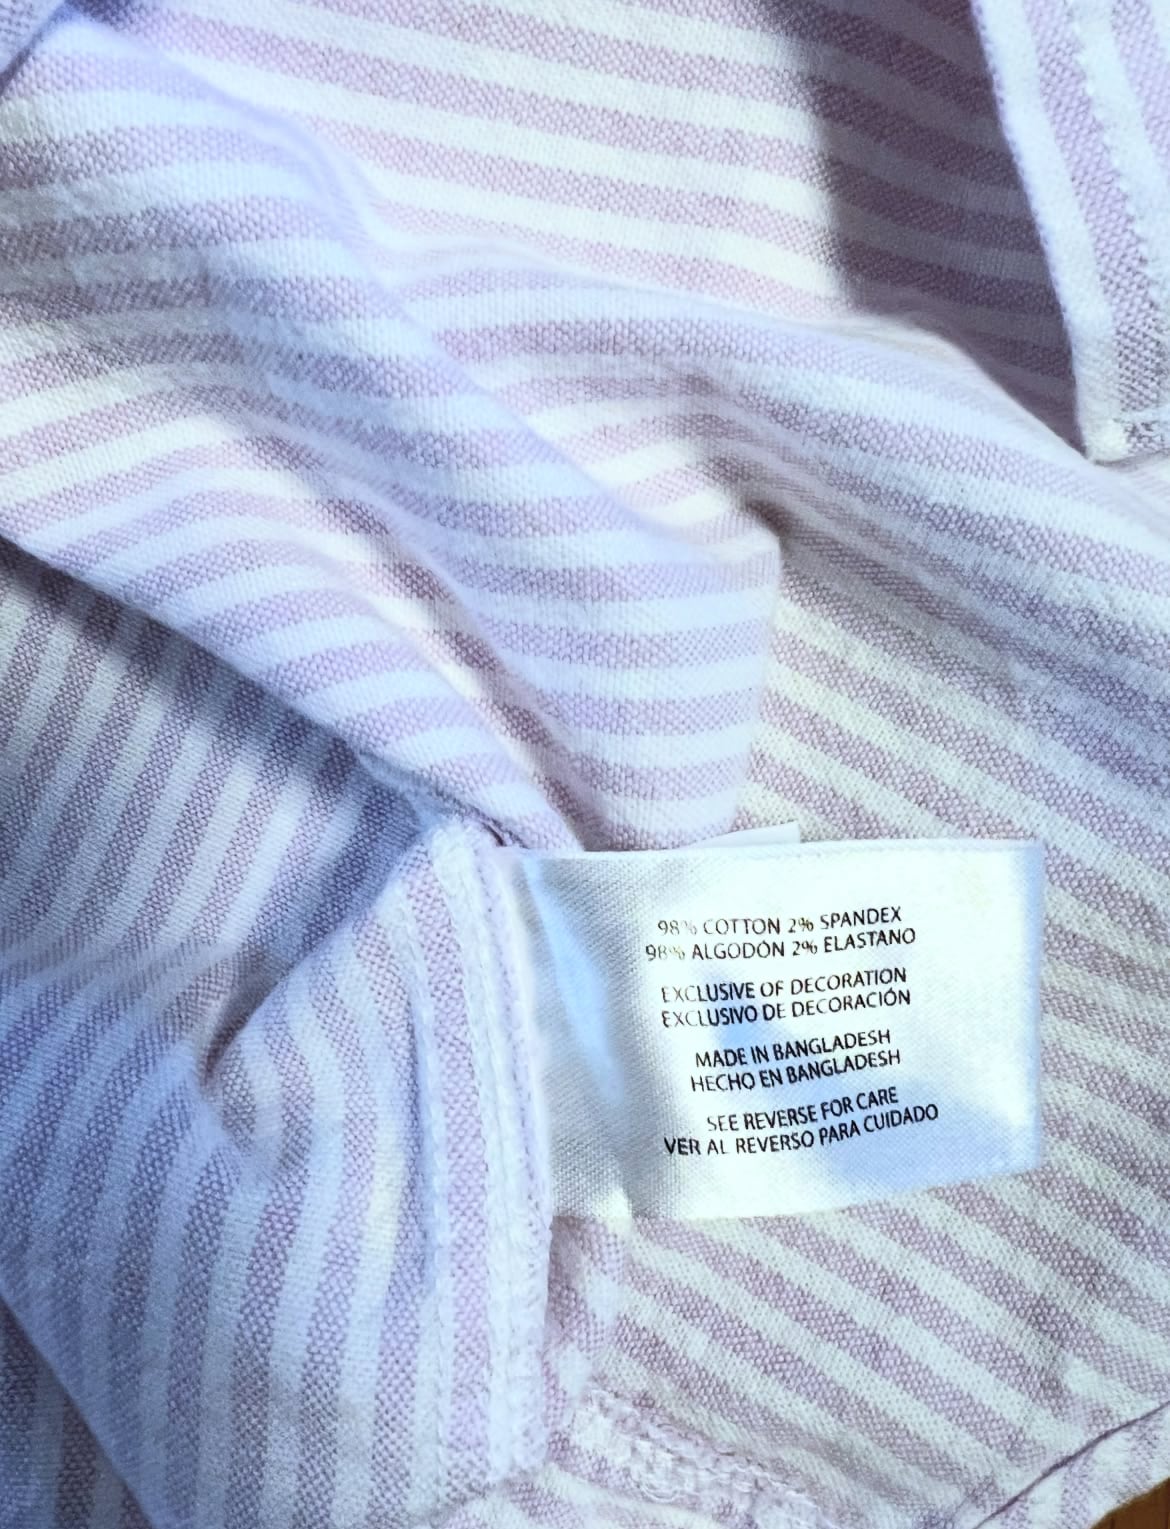 98% COTTON 2% SPANDEX
98% ALGODÓN 2% ELASTANO
EXCLUSIVE OF DECORATION
EXCLUSIVO DE DECORACIÓN
MADE IN BANGLADESH
HECHO EN BANGLADESH
SEE REVERSE FOR CARE
VER AL REVERSO PARA CUIDADO